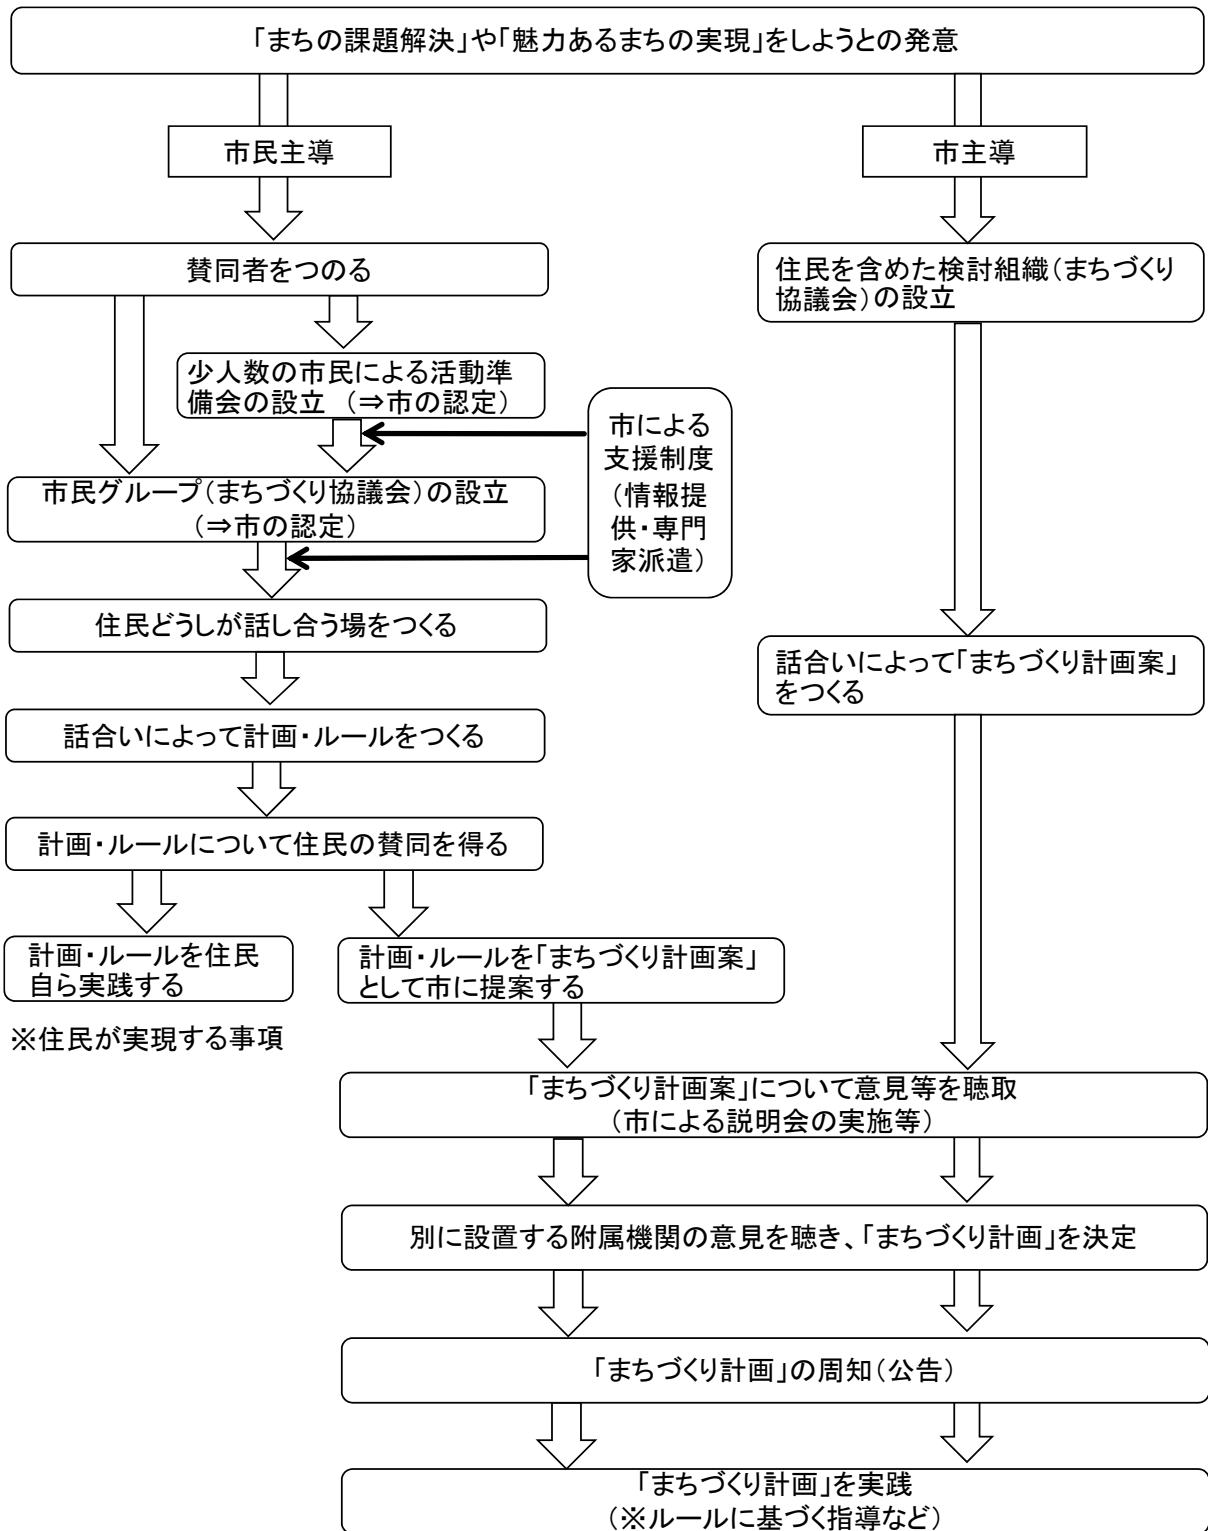 「まちの課題解決」や「魅力あるまちの実現」をしようとの発意
市民主導
市主導
賛同者をつのる
住民を含めた検討組織（まちづくり
協議会）の設立
少人数の市民による活動準
備会の設立　（⇒市の認定）
市による
支援制度
（情報提
供・専門
家派遣）
市民グループ（まちづくり協議会）の設立
（⇒市の認定）
住民どうしが話し合う場をつくる
話合いによって「まちづくり計画案」
をつくる
話合いによって計画・ルールをつくる
計画・ルールについて住民の賛同を得る
計画・ルールを住民
自ら実践する
計画・ルールを「まちづくり計画案」
として市に提案する
※住民が実現する事項
「まちづくり計画案」について意見等を聴取
（市による説明会の実施等）
別に設置する附属機関の意見を聴き、「まちづくり計画」を決定
「まちづくり計画」の周知（公告）
「まちづくり計画」を実践
（※ルールに基づく指導など）